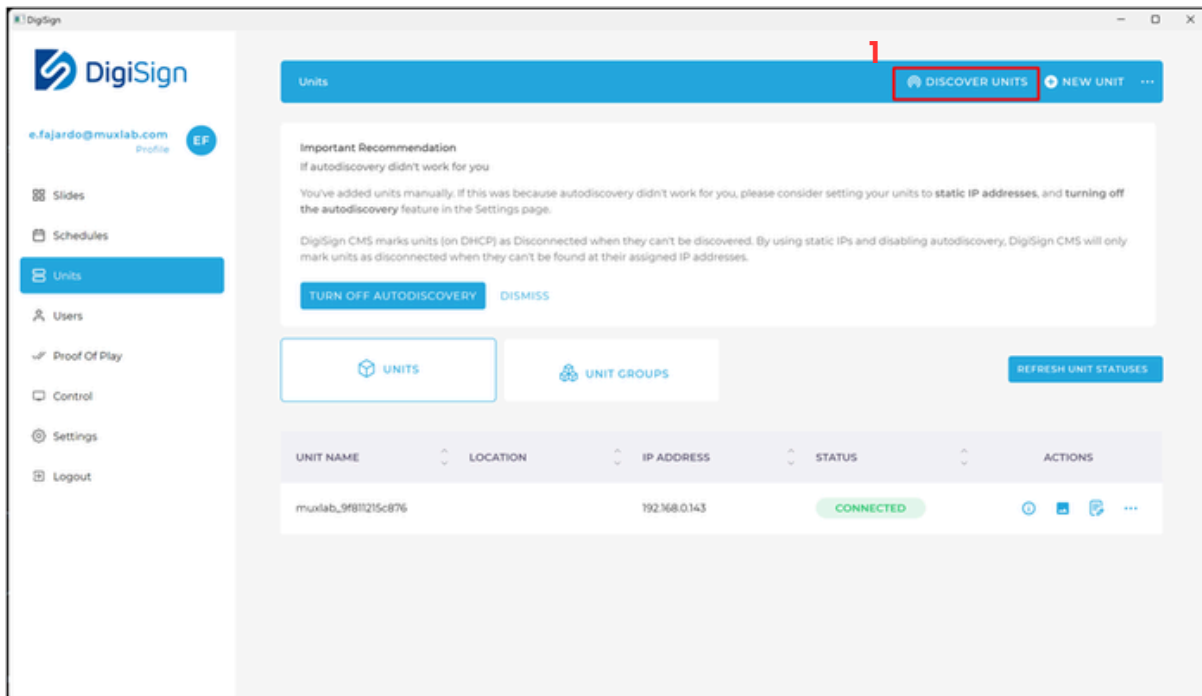 DigiSign
DigiSign
e.fajardo@muxlab.com
Profile
EF
Slides
Schedules
Units
Users
Proof Of Play
Control
Settings
Logout
1
Units
DISCOVER UNITS
NEW UNIT
Important Recommendation
If autodiscovery didn't work for you
You've added units manually. If this was because autodiscovery didn't work for you, please consider setting your units to static IP addresses, and turning off
the autodiscovery feature in the Settings page.
DigiSign CMS marks units (on DHCP) as Disconnected when they can't be discovered. By using static IPs and disabling autodiscovery, DigiSign CMS will only
mark units as disconnected when they can't be found at their assigned IP addresses.
TURN OFF AUTODISCOVERY
DISMISS
UNITS
UNIT GROUPS
REFRESH UNIT STATUSES
UNIT NAME LOCATION IP ADDRESS STATUS ACTIONS
muxlab_9f811215c876 192.168.0.143 CONNECTED